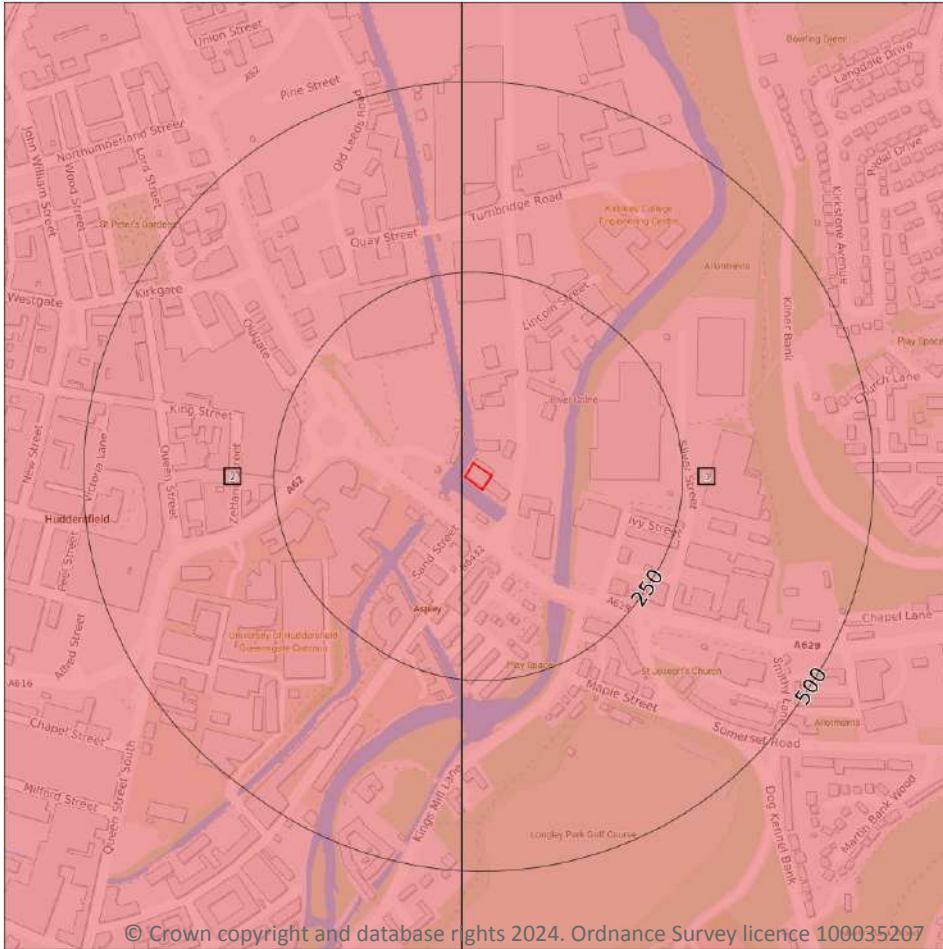 Bowling Green
Union Street
Langdale Drive
A62
Pine Street
Old Leeds Road
John William Street
Northumberland Street
Wood Street
Lord Street
Rydal Drive
Kirkstone Avenue
St Peter's Gardens
Turnbridge Road
Kirklees College
Engineering Centre
Quay Street
Allotments
Westgate
Kirkgate
Lincoln Street
Kilner Bank
Oldgate
Play Space
Church Lane
River Colne
King Street
New Street
Victoria Lane
Queen Street
Zetland Street
A62
2
Silver Street
Huddersfield
Ivy Street
Sand Street
Peel Street
250
A629
Aspley
Chapel Lane
Alfred Street
University of Huddersfield
Queensgate Campus
A629
Play Space
St Joseph's Church
Smithy Lane
A616
Maple Street
500
Allotments
Chapel Street
Somerset Road
Queen Street South
Milford Street
Kings Mill Lane
Dog Kennel Bank
Martin Bank Wood
Longley Park Golf Course
© Crown copyright and database rights 2024. Ordnance Survey licence 100035207